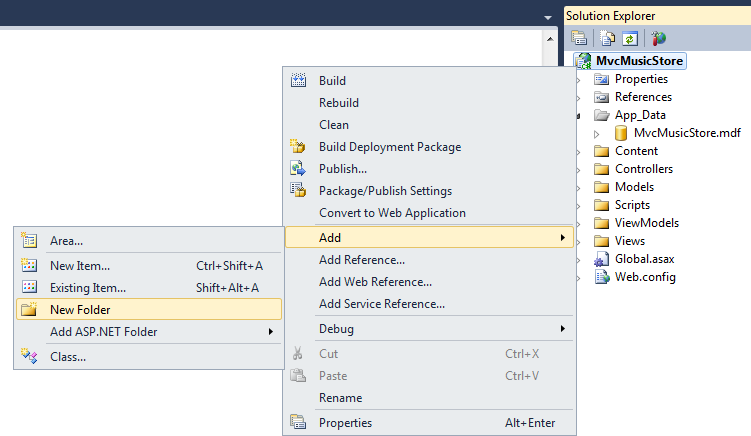 Solution Explorer
MvcMusicStore
Properties
References
App_Data
MvcMusicStore.mdf
Content
Controllers
Models
Scripts
ViewModels
Views
Global.asax
Web.config
Build
Rebuild
Clean
Build Deployment Package
Publish...
Package/Publish Settings
Convert to Web Application
Add
Add Reference...
Add Web Reference...
Add Service Reference...
Debug
Cut Ctrl+X
Paste Ctrl+V
Rename
Properties Alt+Enter
Area...
New Item... Ctrl+Shift+A
Existing Item... Shift+Alt+A
New Folder
Add ASP.NET Folder
Class...